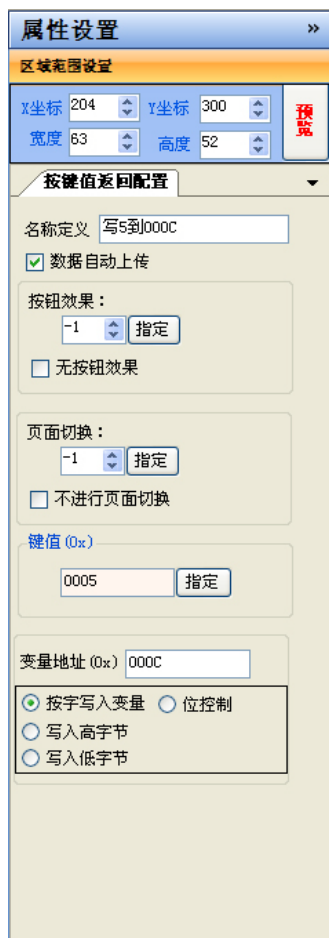 属性设置 »
区域范围设置
X坐标 204 Y坐标 300 预览
宽度 63 高度 52
按键值返回配置
名称定义 写5到000C
数据自动上传
按钮效果：
-1 指定
无按钮效果
页面切换：
-1 指定
不进行页面切换
键值(0x)
0005 指定
变量地址(0x) 000C
按字写入变量 位控制
写入高字节
写入低字节